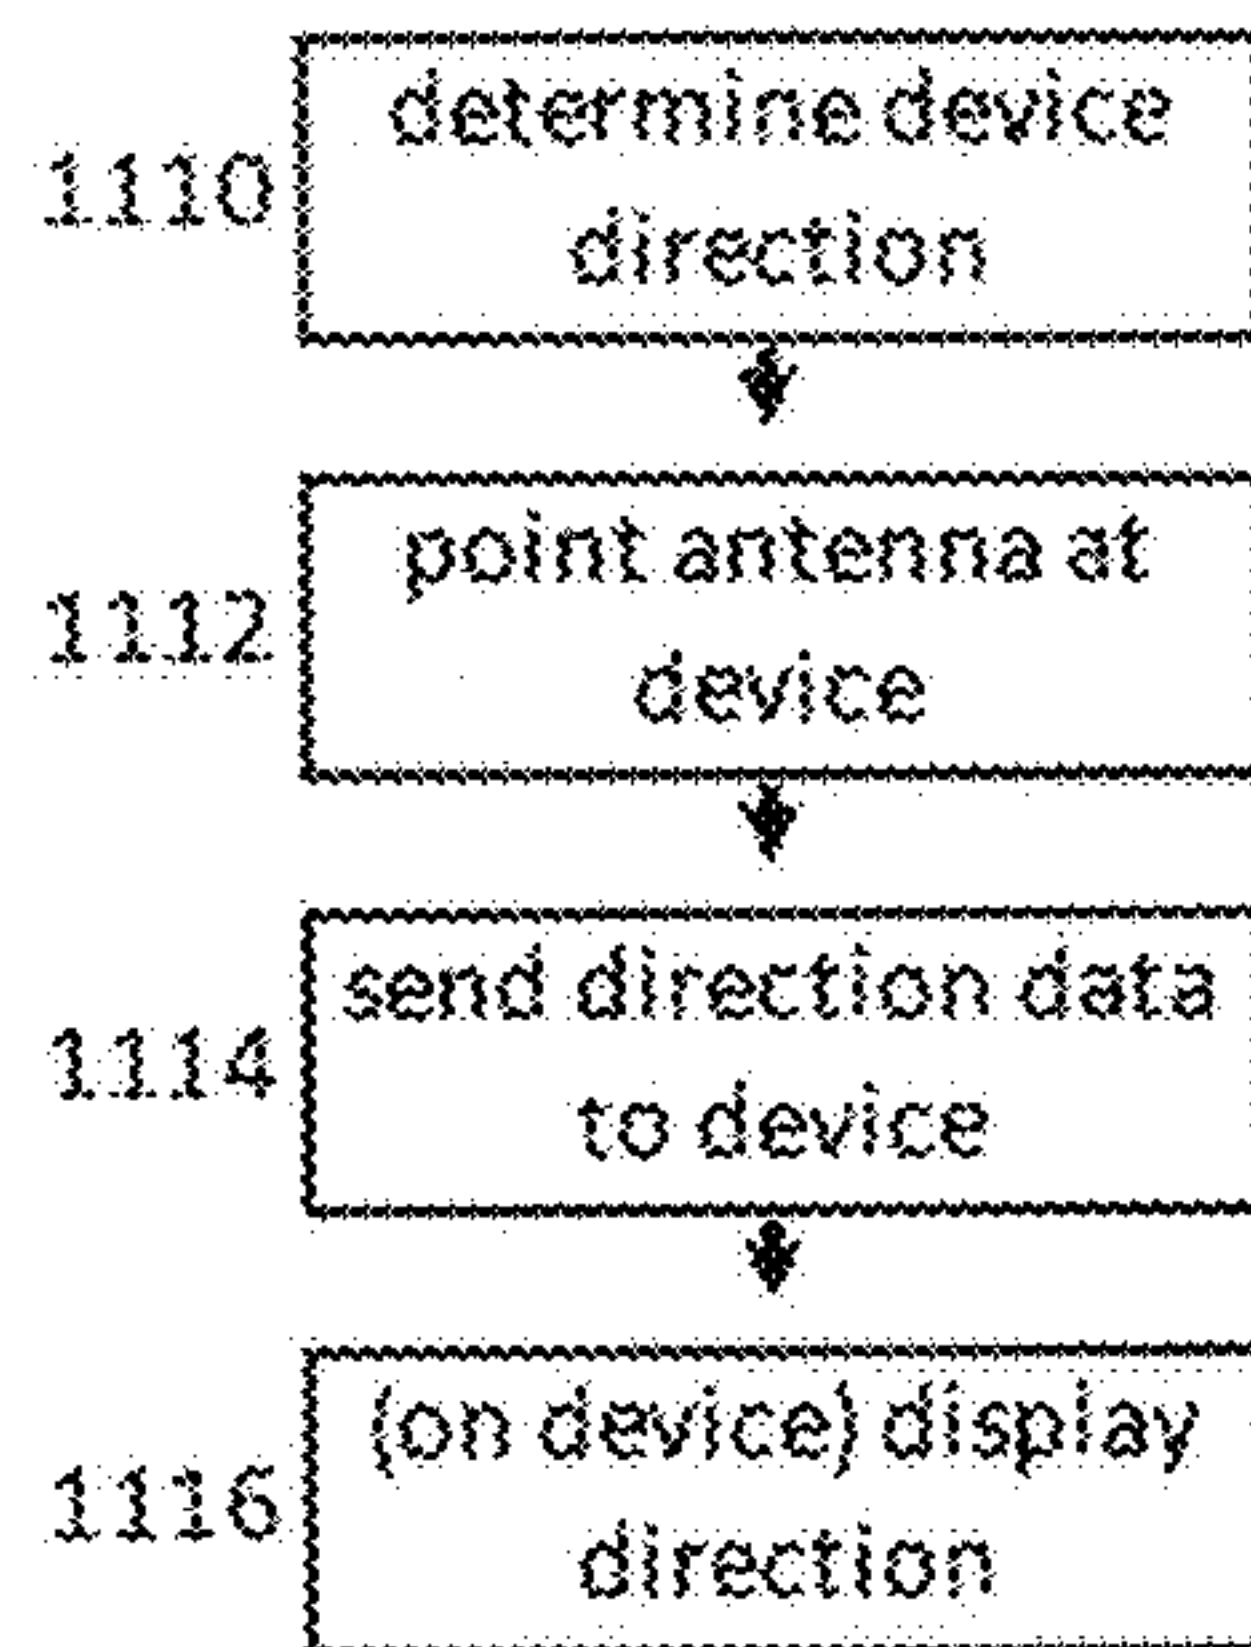 determine device
1110
direction
point antenna at
1112
device
send direction data
1114
to device
(on device) display
1116
direction